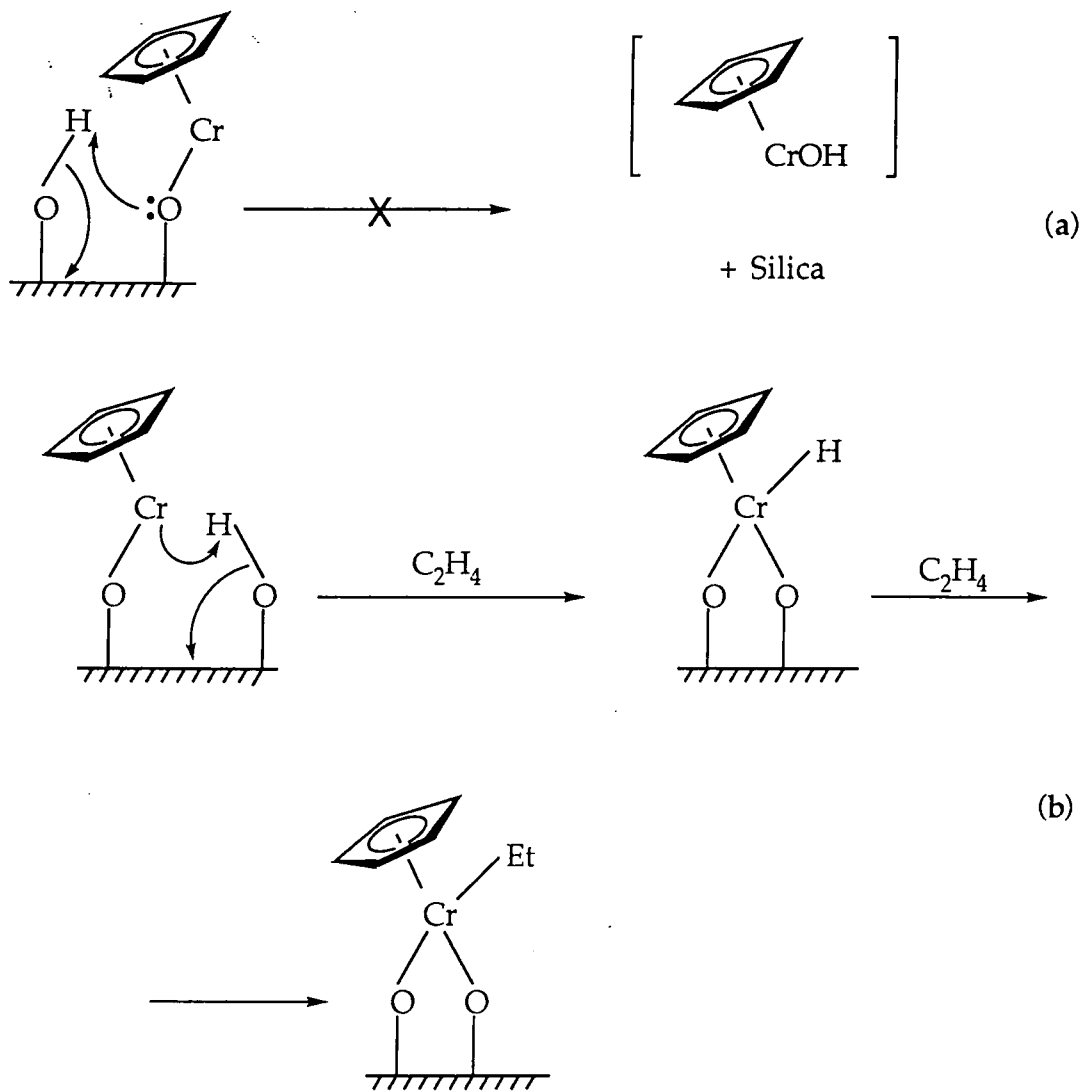 H Cr
O :O X
CrOH
(a)
+ Silica
Cr H
O O
C₂H₄
H
Cr
O O
C₂H₄
(b)
Et
Cr
O O